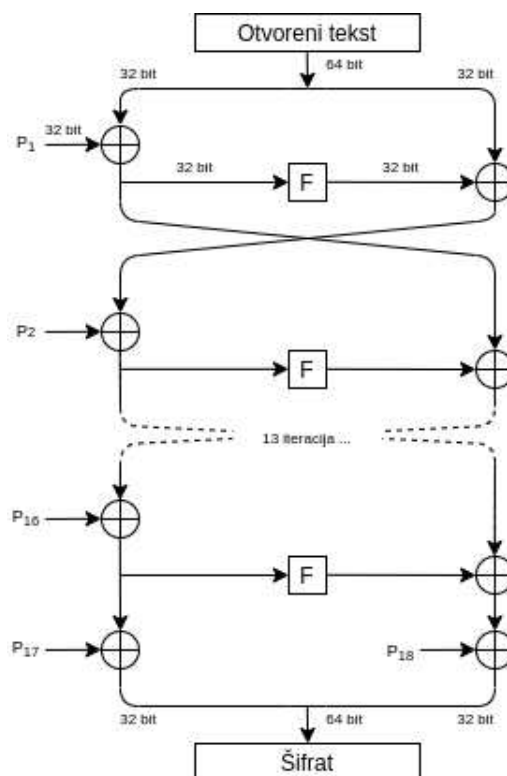 Otvoreni tekst
64 bit
32 bit
32 bit
32 bit
P1
32 bit
F
32 bit
P2
F
13 iteracija ...
P16
F
P17
P18
32 bit
64 bit
32 bit
Šifrat